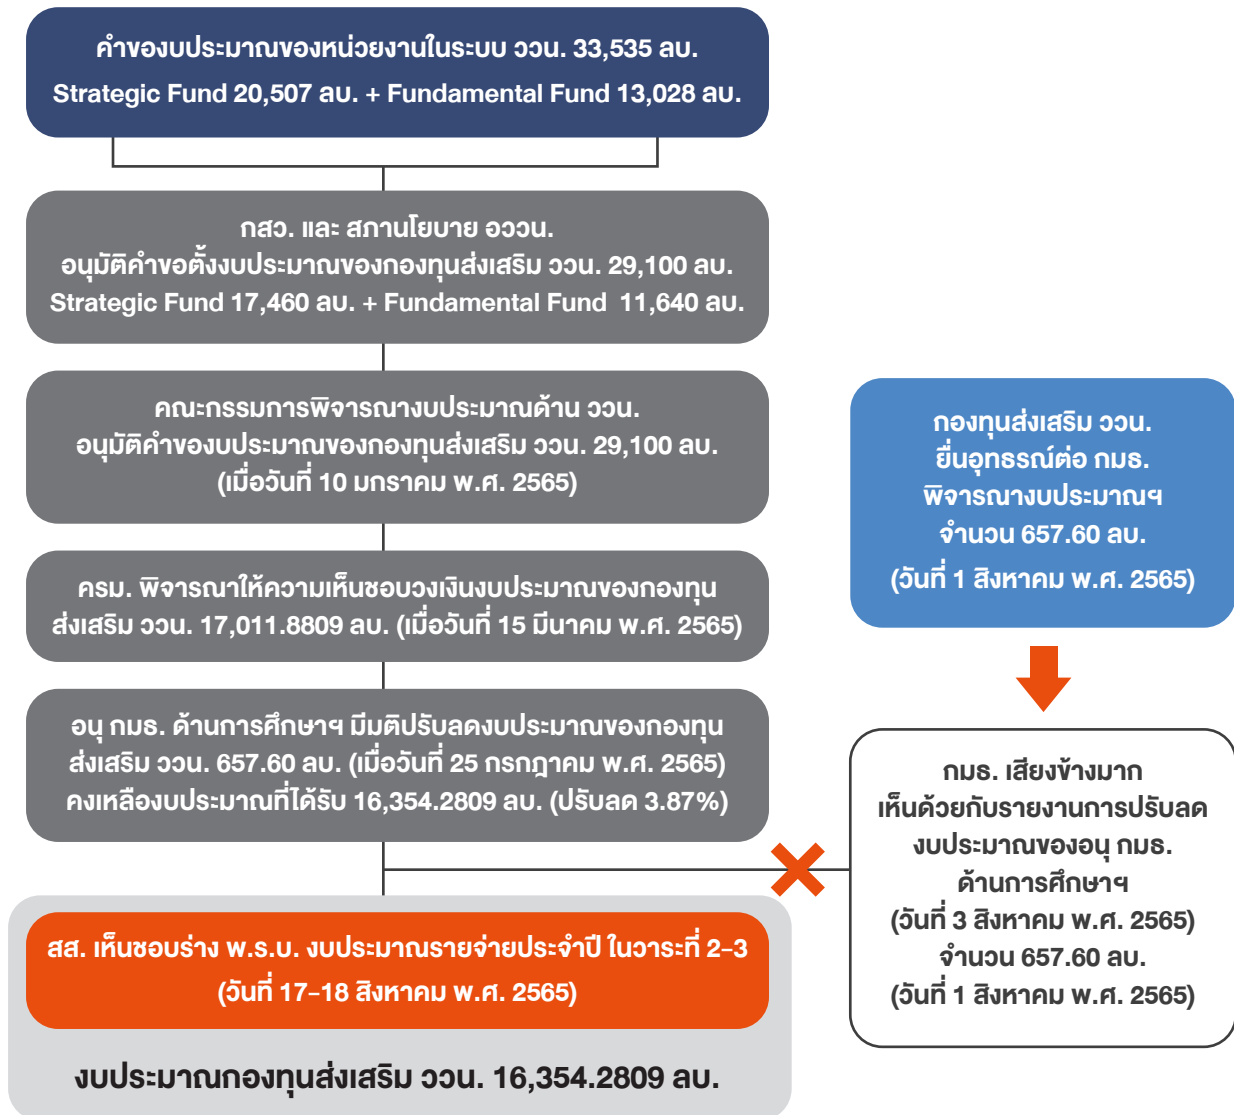 คำของบประมาณของหน่วยงานในระบบ ววน. 33,535 ลบ.
Strategic Fund 20,507 ลบ. + Fundamental Fund 13,028 ลบ.
กสว. และ สภานโยบาย อววน.
อนุมัติคำขอตั้งงบประมาณของกองทุนส่งเสริม ววน. 29,100 ลบ.
Strategic Fund 17,460 ลบ. + Fundamental Fund 11,640 ลบ.
คณะกรรมการพิจารณางบประมาณด้าน ววน.
อนุมัติคำของบประมาณของกองทุนส่งเสริม ววน. 29,100 ลบ.
(เมื่อวันที่ 10 มกราคม พ.ศ. 2565)
ครม. พิจารณาให้ความเห็นชอบวงเงินงบประมาณของกองทุน
ส่งเสริม ววน. 17,011.8809 ลบ. (เมื่อวันที่ 15 มีนาคม พ.ศ. 2565)
อนุ กมธ. ด้านการศึกษาฯ มีมติปรับลดงบประมาณของกองทุน
ส่งเสริม ววน. 657.60 ลบ. (เมื่อวันที่ 25 กรกฎาคม พ.ศ. 2565)
คงเหลืองบประมาณที่ได้รับ 16,354.2809 ลบ. (ปรับลด 3.87%)
กองทุนส่งเสริม ววน.
ยื่นอุทธรณ์ต่อ กมธ.
พิจารณางบประมาณฯ
จำนวน 657.60 ลบ.
(วันที่ 1 สิงหาคม พ.ศ. 2565)
กมธ. เสียงข้างมาก
เห็นด้วยกับรายงานการปรับลด
งบประมาณของอนุ กมธ.
ด้านการศึกษาฯ
(วันที่ 3 สิงหาคม พ.ศ. 2565)
จำนวน 657.60 ลบ.
(วันที่ 1 สิงหาคม พ.ศ. 2565)
สส. เห็นชอบร่าง พ.ร.บ. งบประมาณรายจ่ายประจำปี ในวาระที่ 2-3
(วันที่ 17-18 สิงหาคม พ.ศ. 2565)
งบประมาณกองทุนส่งเสริม ววน. 16,354.2809 ลบ.